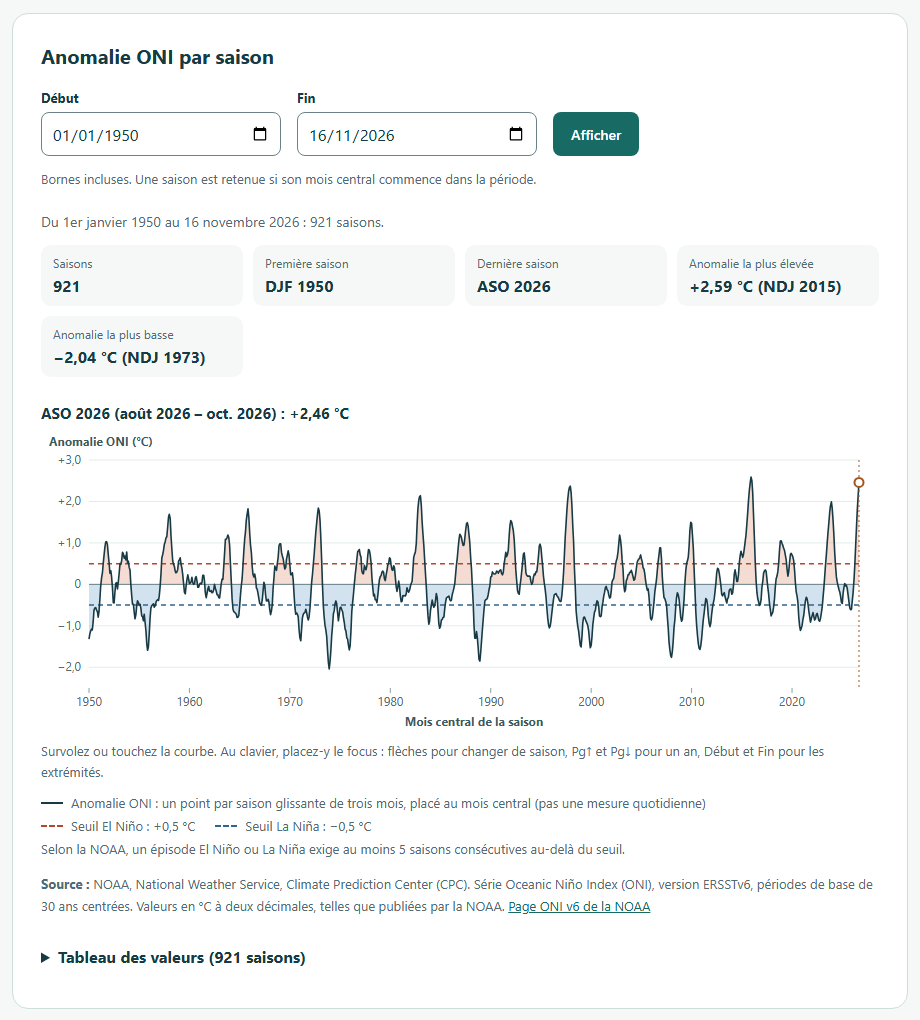 Anomalie ONI par saison
Début
Fin
01/01/1950
16/11/2026
Afficher
Bornes incluses. Une saison est retenue si son mois central commence dans la période.
Du 1er janvier 1950 au 16 novembre 2026 : 921 saisons.
Saisons
921
Première saison
DJF 1950
Dernière saison
ASO 2026
Anomalie la plus élevée
+2,59 °C (NDJ 2015)
Anomalie la plus basse
−2,04 °C (NDJ 1973)
ASO 2026 (août 2026 – oct. 2026) : +2,46 °C
Anomalie ONI (°C)
+3,0
+2,0
+1,0
0
−1,0
−2,0
1950 1960 1970 1980 1990 2000 2010 2020
Mois central de la saison
Survolez ou touchez la courbe. Au clavier, placez-y le focus : flèches pour changer de saison, Pg↑ et Pg↓ pour un an, Début et Fin pour les
extrémités.
Anomalie ONI : un point par saison glissante de trois mois, placé au mois central (pas une mesure quotidienne)
Seuil El Niño : +0,5 °C Seuil La Niña : −0,5 °C
Selon la NOAA, un épisode El Niño ou La Niña exige au moins 5 saisons consécutives au-delà du seuil.
Source : NOAA, National Weather Service, Climate Prediction Center (CPC). Série Oceanic Niño Index (ONI), version ERSSTv6, périodes de base de
30 ans centrées. Valeurs en °C à deux décimales, telles que publiées par la NOAA. Page ONI v6 de la NOAA
Tableau des valeurs (921 saisons)